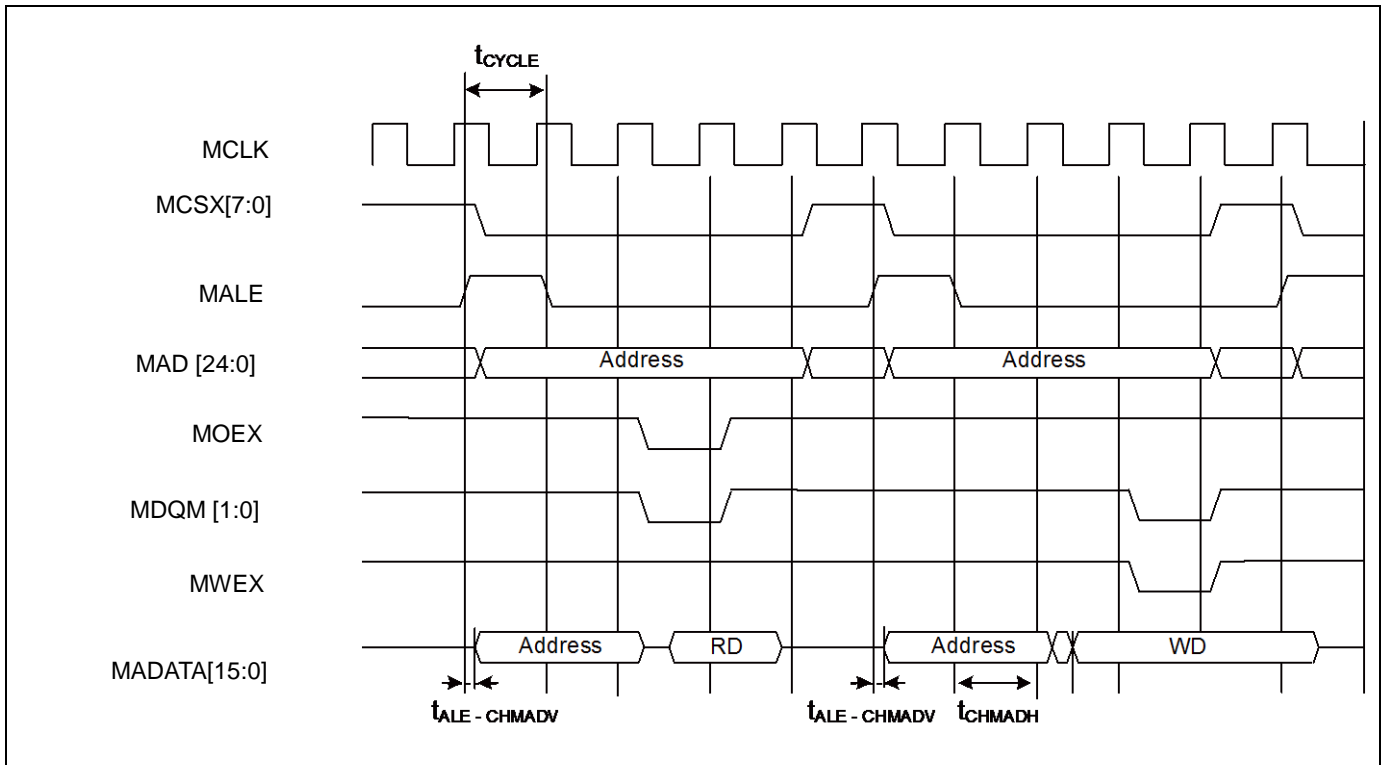 tCYCLE
MCLK
MCSX[7:0]
MALE
MAD [24:0] Address Address
MOEX
MDQM [1:0]
MWEX
MADATA[15:0] Address RD Address WD
tALE - CHMADV tALE - CHMADV tCHMADH